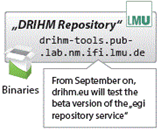 „DRIHM Repository"
LMU
drihm-tools.pub-
.lab.nm.ifi.lmu.de
Binaries
From September on,
drihm.eu will test the
beta version of the „egi
repository service"